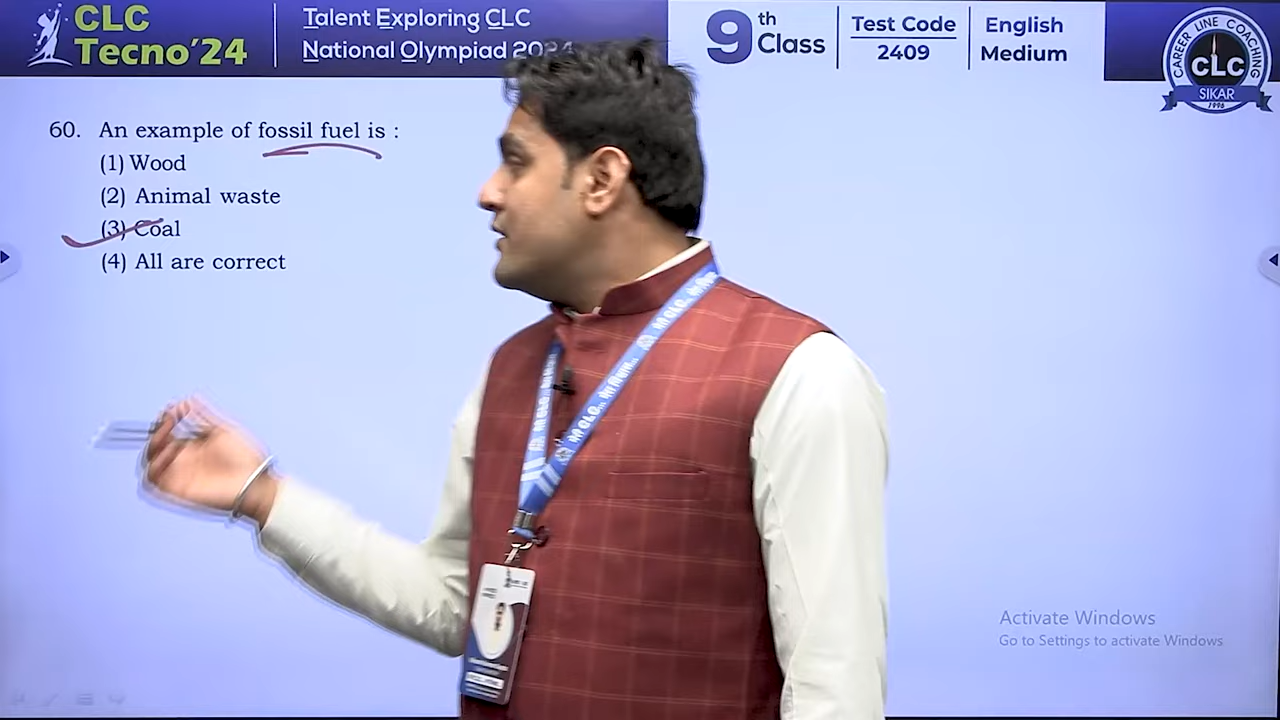 CLC
Tecno'24
Talent Exploring CLC
National Olympiad 2024
9th Class
Test Code
2409
English
Medium
CAREER LINE COACHING
CLC
SIKAR
1996
60. An example of fossil fuel is :
(1) Wood
(2) Animal waste
(3) Coal
(4) All are correct
Activate Windows
Go to Settings to activate Windows